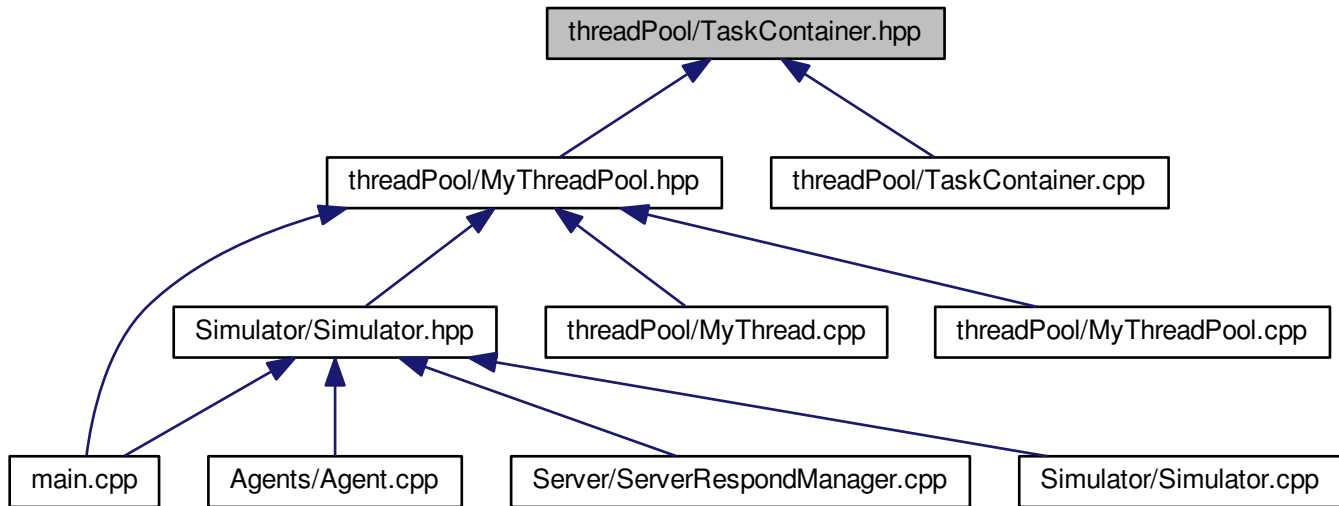 threadPool/TaskContainer.hpp
threadPool/MyThreadPool.hpp
threadPool/TaskContainer.cpp
Simulator/Simulator.hpp
threadPool/MyThread.cpp
threadPool/MyThreadPool.cpp
main.cpp
Agents/Agent.cpp
Server/ServerRespondManager.cpp
Simulator/Simulator.cpp